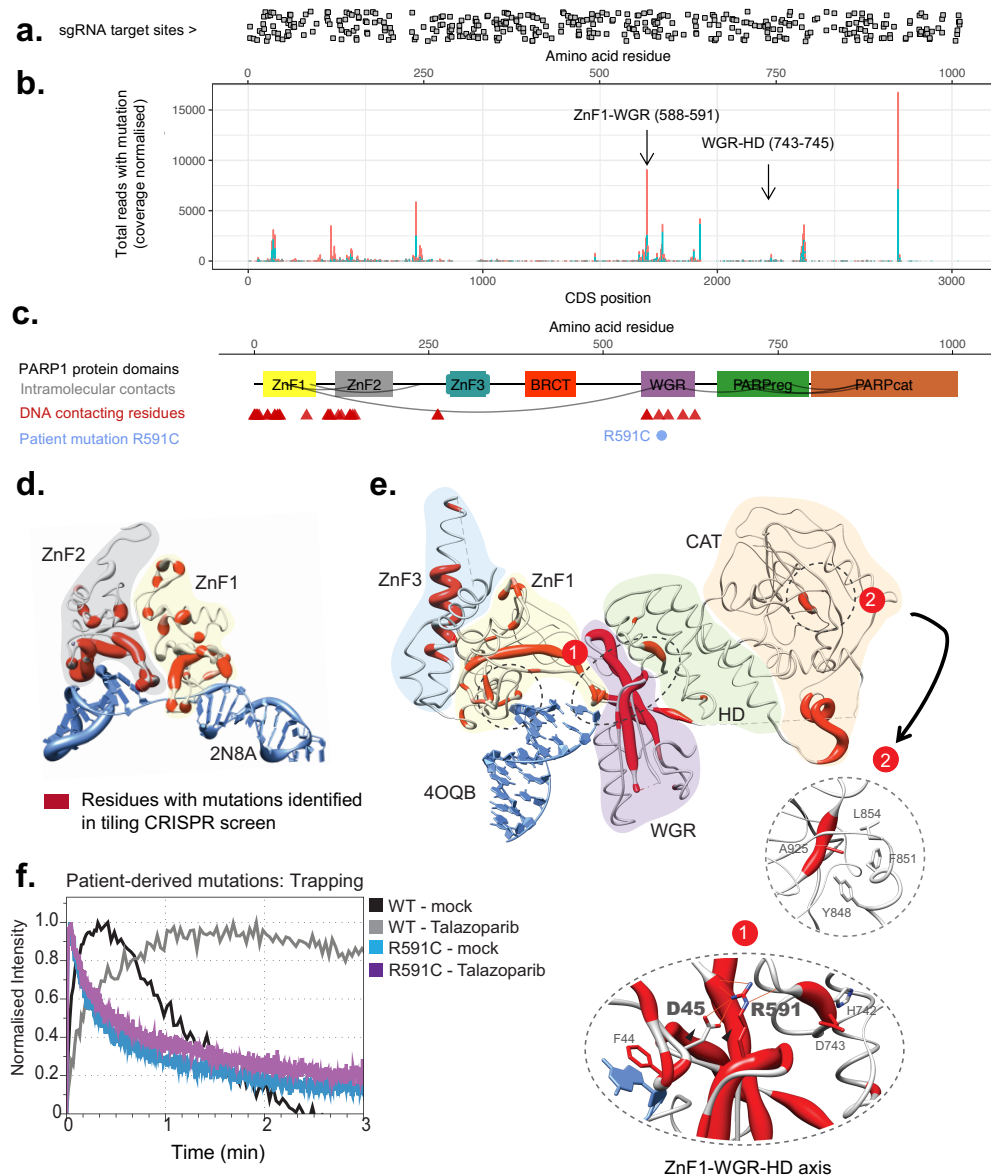 a.
sgRNA target sites >
Amino acid residue
0 250 500 750 1000
b.
Total reads with mutation
(coverage normalised)
15000
10000
5000
0
ZnF1-WGR (588-591)
WGR-HD (743-745)
0 1000 2000 3000
CDS position
c.
Amino acid residue
0 250 500 750 1000
PARP1 protein domains
Intramolecular contacts
DNA contacting residues
Patient mutation R591C
ZnF1 ZnF2 ZnF3 BRCT WGR PARPreg PARPcat
R591C
d.
ZnF2
ZnF1
2N8A
Residues with mutations identified
in tiling CRISPR screen
e.
ZnF3
ZnF1
CAT
2
1
HD
4OQB
WGR
2
L854
A925
F851
Y848
1
D45
R591
H742
F44
D743
ZnF1-WGR-HD axis
f.
Patient-derived mutations: Trapping
Normalised Intensity
1.0
0.8
0.6
0.4
0.2
0
0 1 2 3
Time (min)
WT - mock
WT - Talazoparib
R591C - mock
R591C - Talazoparib